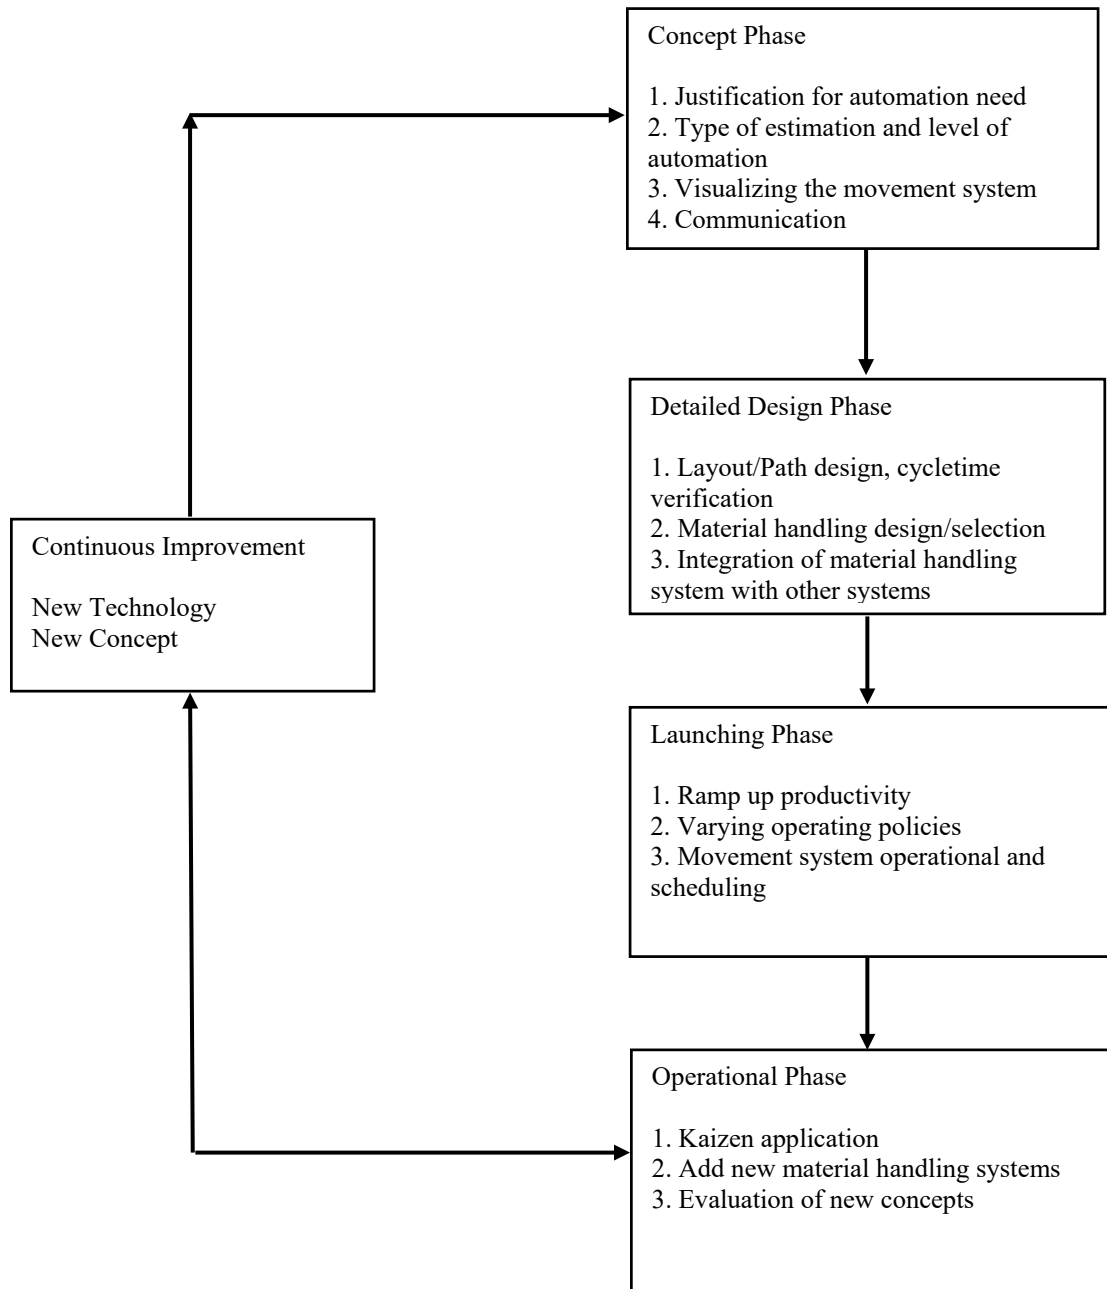 Concept Phase
1. Justification for automation need
2. Type of estimation and level of
automation
3. Visualizing the movement system
4. Communication
Detailed Design Phase
1. Layout/Path design, cycletime
verification
2. Material handling design/selection
3. Integration of material handling
system with other systems
Continuous Improvement
New Technology
New Concept
Launching Phase
1. Ramp up productivity
2. Varying operating policies
3. Movement system operational and
scheduling
Operational Phase
1. Kaizen application
2. Add new material handling systems
3. Evaluation of new concepts